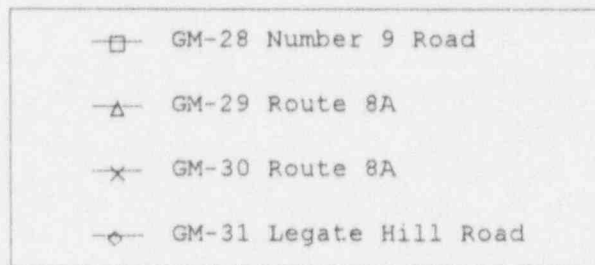 GM-28 Number 9 Road
GM-29 Route 8A
GM-30 Route 8A
GM-31 Legate Hill Road